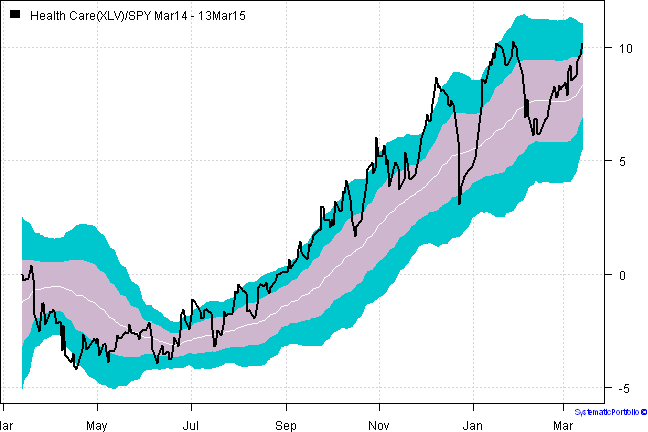 Health Care(XLV)/SPY Mar14 - 13Mar15
10
5
0
-5
Mar May Jul Sep Nov Jan Mar
SystematicPortfolio ©